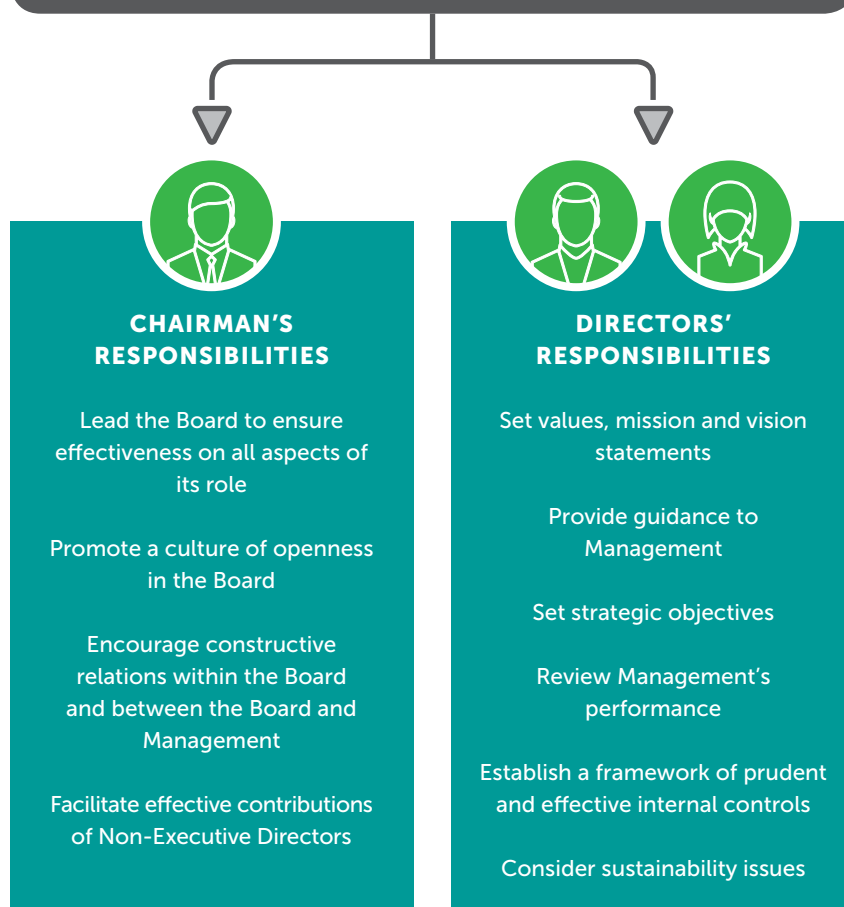 CHAIRMAN’S
RESPONSIBILITIES
Lead the Board to ensure
effectiveness on all aspects of
its role
Promote a culture of openness
in the Board
Encourage constructive
relations within the Board
and between the Board and
Management
Facilitate effective contributions
of Non-Executive Directors
DIRECTORS’
RESPONSIBILITIES
Set values, mission and vision
statements
Provide guidance to
Management
Set strategic objectives
Review Management’s
performance
Establish a framework of prudent
and effective internal controls
Consider sustainability issues